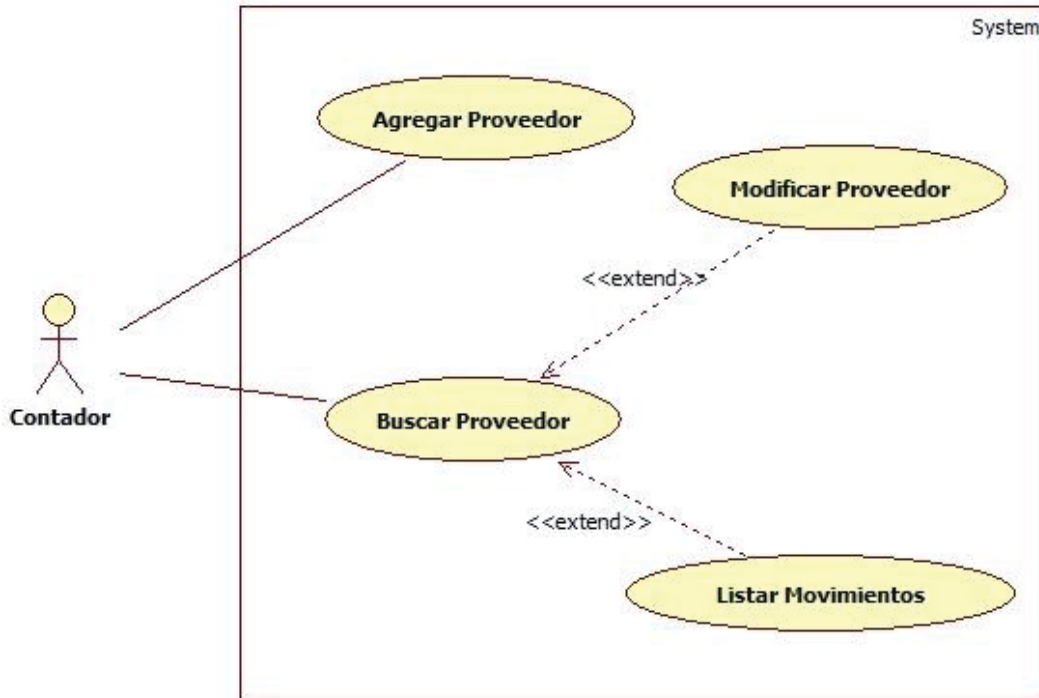 System
Agregar Proveedor
Modificar Proveedor
<<extend>>
Contador
Buscar Proveedor
<<extend>>
Listar Movimientos